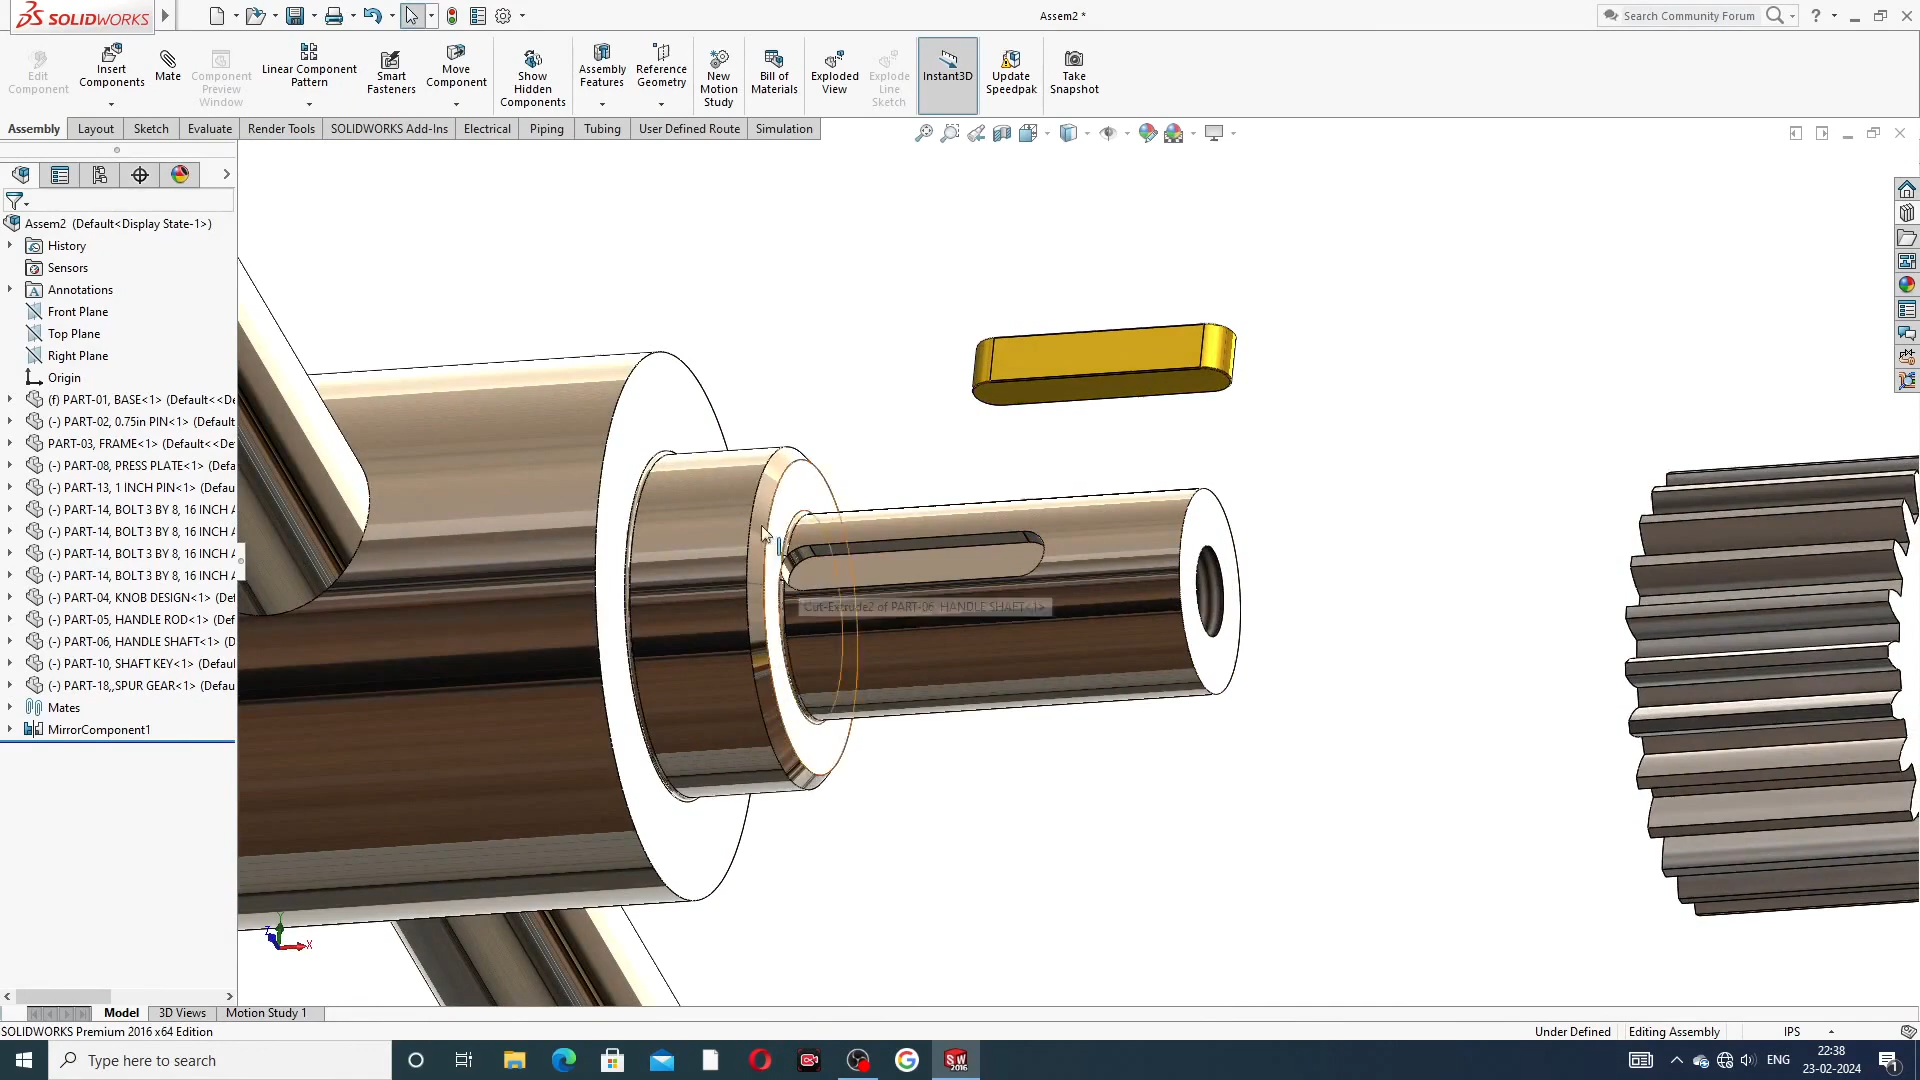 SOLIDWORKS
Assem2 *
Search Community Forum
Edit Component
Insert Components
Mate
Component Preview Window
Linear Component Pattern
Smart Fasteners
Move Component
Show Hidden Components
Assembly Features
Reference Geometry
New Motion Study
Bill of Materials
Exploded View
Explode Line Sketch
Instant3D
Update Speedpak
Take Snapshot
Assembly
Layout
Sketch
Evaluate
Render Tools
SOLIDWORKS Add-Ins
Electrical
Piping
Tubing
User Defined Route
Simulation
Assem2 (Default<Display State-1>)
History
Sensors
Annotations
Front Plane
Top Plane
Right Plane
Origin
(f) PART-01, BASE<1> (Default<<De
(-) PART-02, 0.75in PIN<1> (Default
PART-03, FRAME<1> (Default<<De
(-) PART-08, PRESS PLATE<1> (Defa
(-) PART-13, 1 INCH PIN<1> (Defau
(-) PART-14, BOLT 3 BY 8, 16 INCH A
(-) PART-14, BOLT 3 BY 8, 16 INCH A
(-) PART-14, BOLT 3 BY 8, 16 INCH A
(-) PART-14, BOLT 3 BY 8, 16 INCH A
(-) PART-04, KNOB DESIGN<1> (Def
(-) PART-05, HANDLE ROD<1> (Def
(-) PART-06, HANDLE SHAFT<1> (D
(-) PART-10, SHAFT KEY<1> (Defau
(-) PART-18,,SPUR GEAR<1> (Defau
Mates
MirrorComponent1
Cut-Extrude2 of PART-06, HANDLE SHAFT<1>
Y
Z
X
Model
3D Views
Motion Study 1
SOLIDWORKS Premium 2016 x64 Edition
Under Defined
Editing Assembly
IPS
Type here to search
SW
2016
ENG
22:38
23-02-2024
1